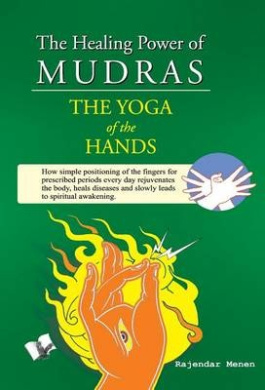 The Healing Power of
MUDRAS
THE YOGA
of the
HANDS
How simple positioning of the fingers for
prescribed periods every day rejuvenates
the body, heals diseases and slowly leads
to spiritual awakening.
Rajendar Menen